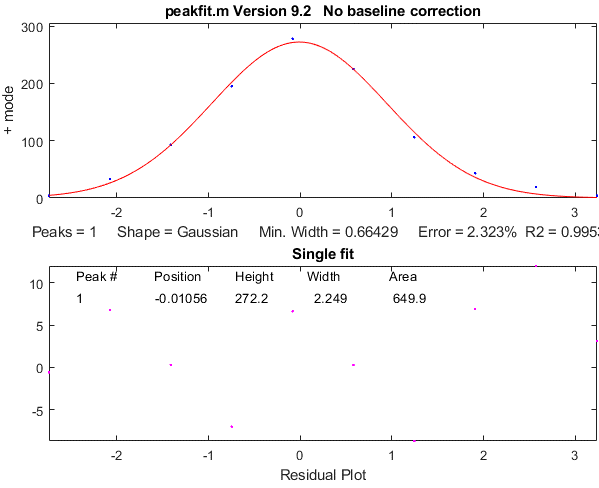 peakfit.m Version 9.2 No baseline correction
300
200
100
0
+ mode
-2 -1 0 1 2 3
Peaks = 1 Shape = Gaussian Min. Width = 0.66429 Error = 2.323% R2 = 0.9953
Single fit
10
5
0
-5
Peak # Position Height Width Area
1 -0.01056 272.2 2.249 649.9
-2 -1 0 1 2 3
Residual Plot